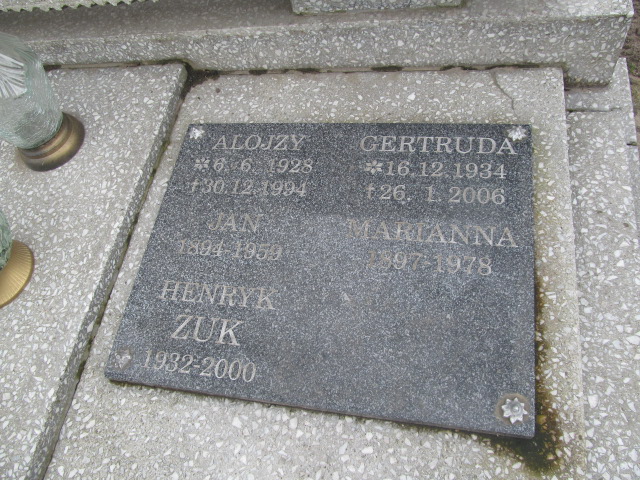 ALOJZY
*6.6.1928
†30.12.1994
GERTRUDA
*16.12.1934
†26.1.2006
JAN
1894-1959
MARIANNA
1897-1978
HENRYK
ŻUK
1932-2000